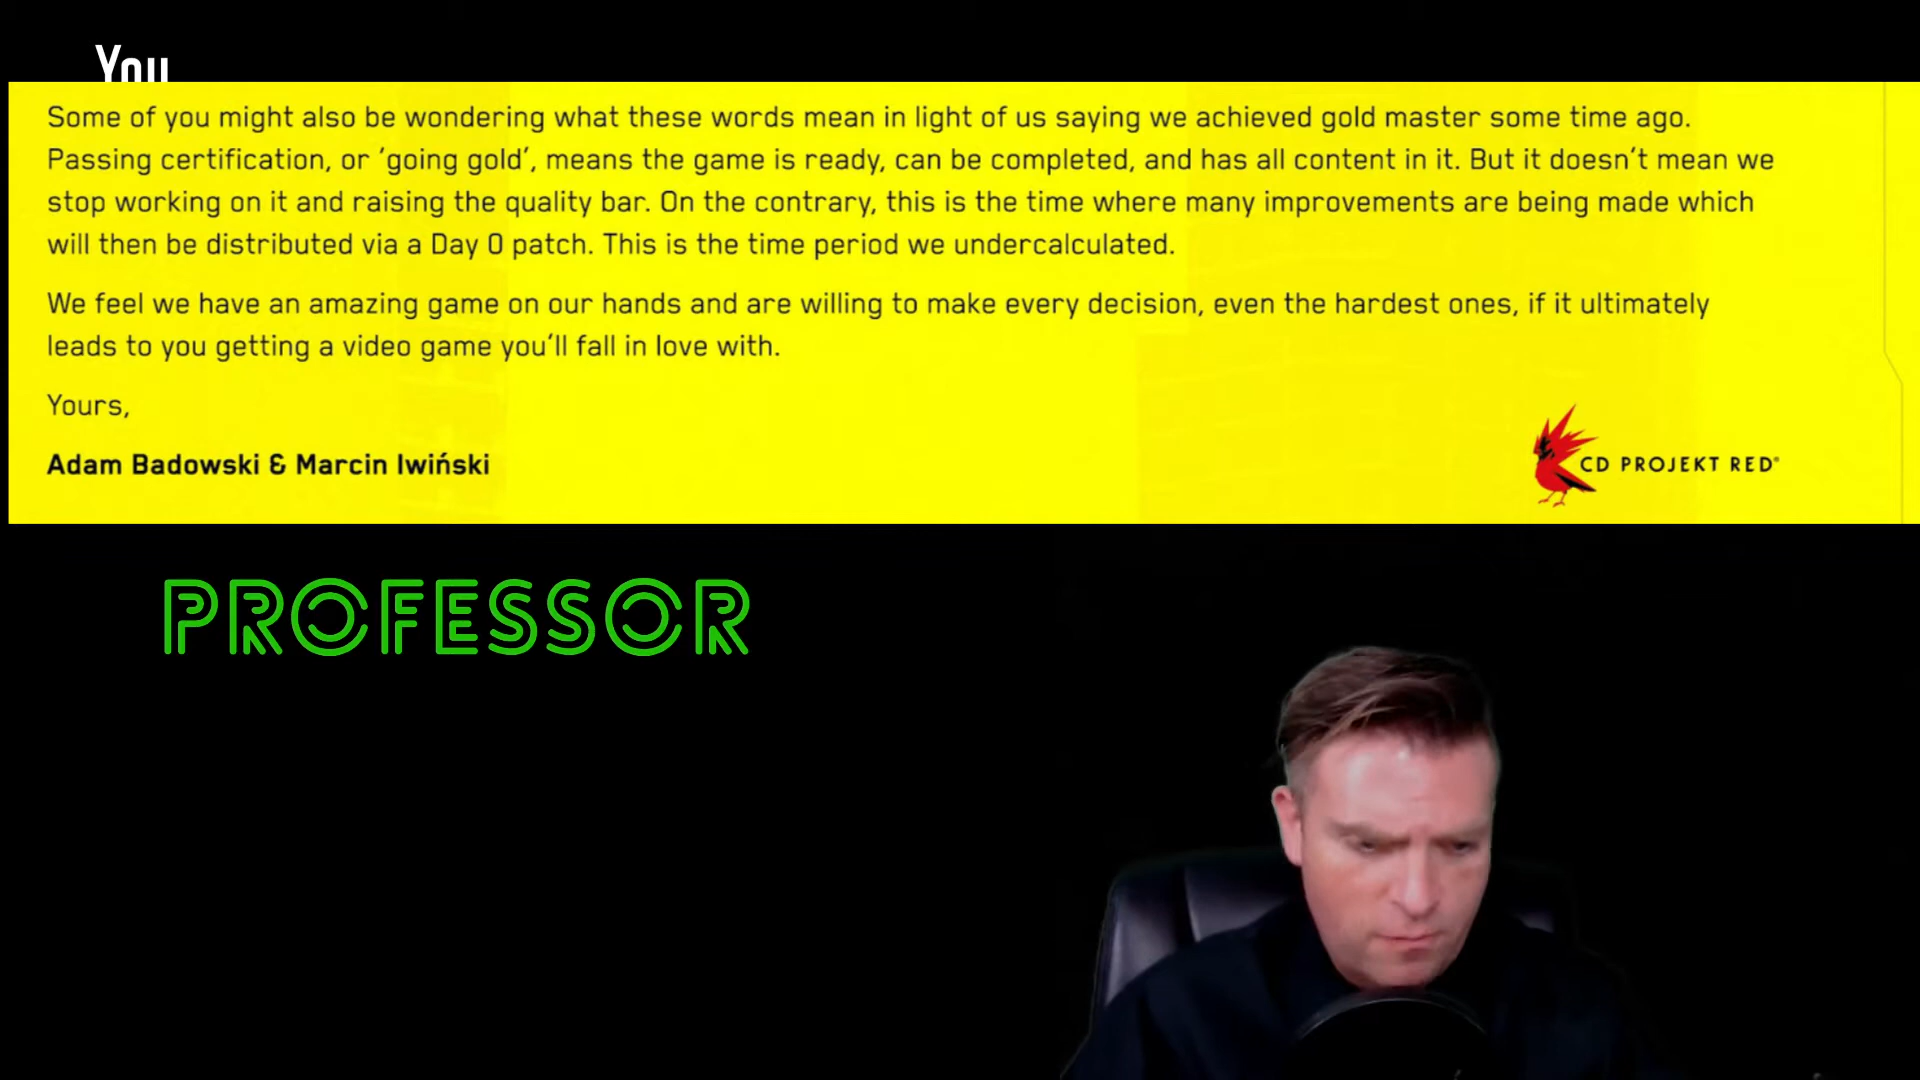 You
Some of you might also be wondering what these words mean in light of us saying we achieved gold master some time ago.
Passing certification, or ‘going gold’, means the game is ready, can be completed, and has all content in it. But it doesn’t mean we
stop working on it and raising the quality bar. On the contrary, this is the time where many improvements are being made which
will then be distributed via a Day 0 patch. This is the time period we undercalculated.
We feel we have an amazing game on our hands and are willing to make every decision, even the hardest ones, if it ultimately
leads to you getting a video game you’ll fall in love with.
Yours,
Adam Badowski & Marcin Iwiński
CD PROJEKT RED®
PROFESSOR